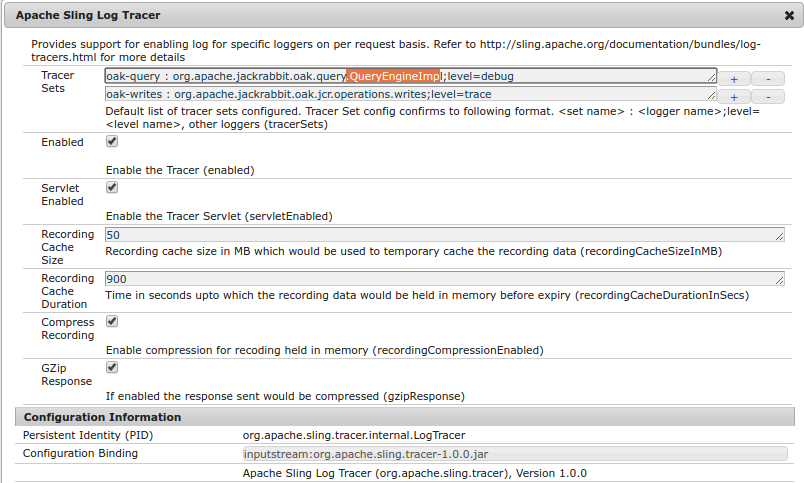 Apache Sling Log Tracer
Provides support for enabling log for specific loggers on per request basis. Refer to http://sling.apache.org/documentation/bundles/log-
tracers.html for more details
Tracer
Sets
oak-query : org.apache.jackrabbit.oak.query.QueryEngineImpl;level=debug
+ -
oak-writes : org.apache.jackrabbit.oak.jcr.operations.writes;level=trace
+ -
Default list of tracer sets configured. Tracer Set config confirms to following format. <set name> : <logger name>;level=
<level name>, other loggers (tracerSets)
Enabled
Enable the Tracer (enabled)
Servlet
Enabled
Enable the Tracer Servlet (servletEnabled)
Recording
Cache
Size
50
Recording cache size in MB which would be used to temporary cache the recording data (recordingCacheSizeInMB)
Recording
Cache
Duration
900
Time in seconds upto which the recording data would be held in memory before expiry (recordingCacheDurationInSecs)
Compress
Recording
Enable compression for recoding held in memory (recordingCompressionEnabled)
GZip
Response
If enabled the response sent would be compressed (gzipResponse)
Configuration Information
Persistent Identity (PID)
org.apache.sling.tracer.internal.LogTracer
Configuration Binding
inputstream:org.apache.sling.tracer-1.0.0.jar
Apache Sling Log Tracer (org.apache.sling.tracer), Version 1.0.0